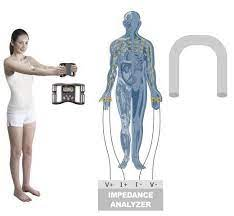 V+ I+ I- V-
IMPEDANCE
ANALYZER